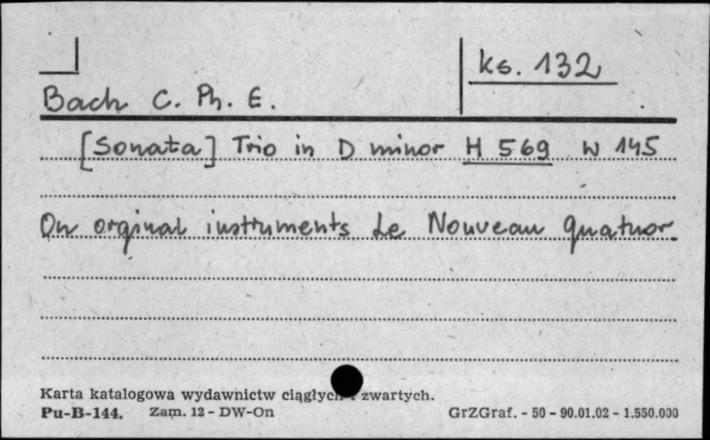 ks. 132
Bach C. Ph. E.
[Sonata] Trio in D minor H 569 W 145
On orginal instruments Le Nouveau Quatuor
Karta katalogowa wydawnictw ciągłych i zwartych.
Pu-B-144. Zam. 12 - DW-On GrZGraf. - 50 - 90.01.02 - 1.550.000